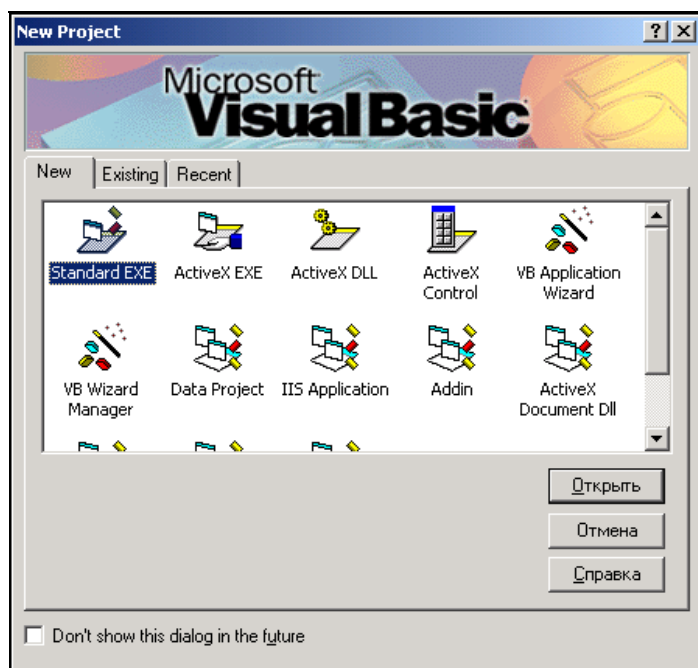 New Project
Microsoft
Visual Basic
New Existing Recent
Standard EXE ActiveX EXE ActiveX DLL ActiveX Control VB Application Wizard
VB Wizard Manager Data Project IIS Application Addin ActiveX Document Dll
Открыть
Отмена
Справка
Don't show this dialog in the future